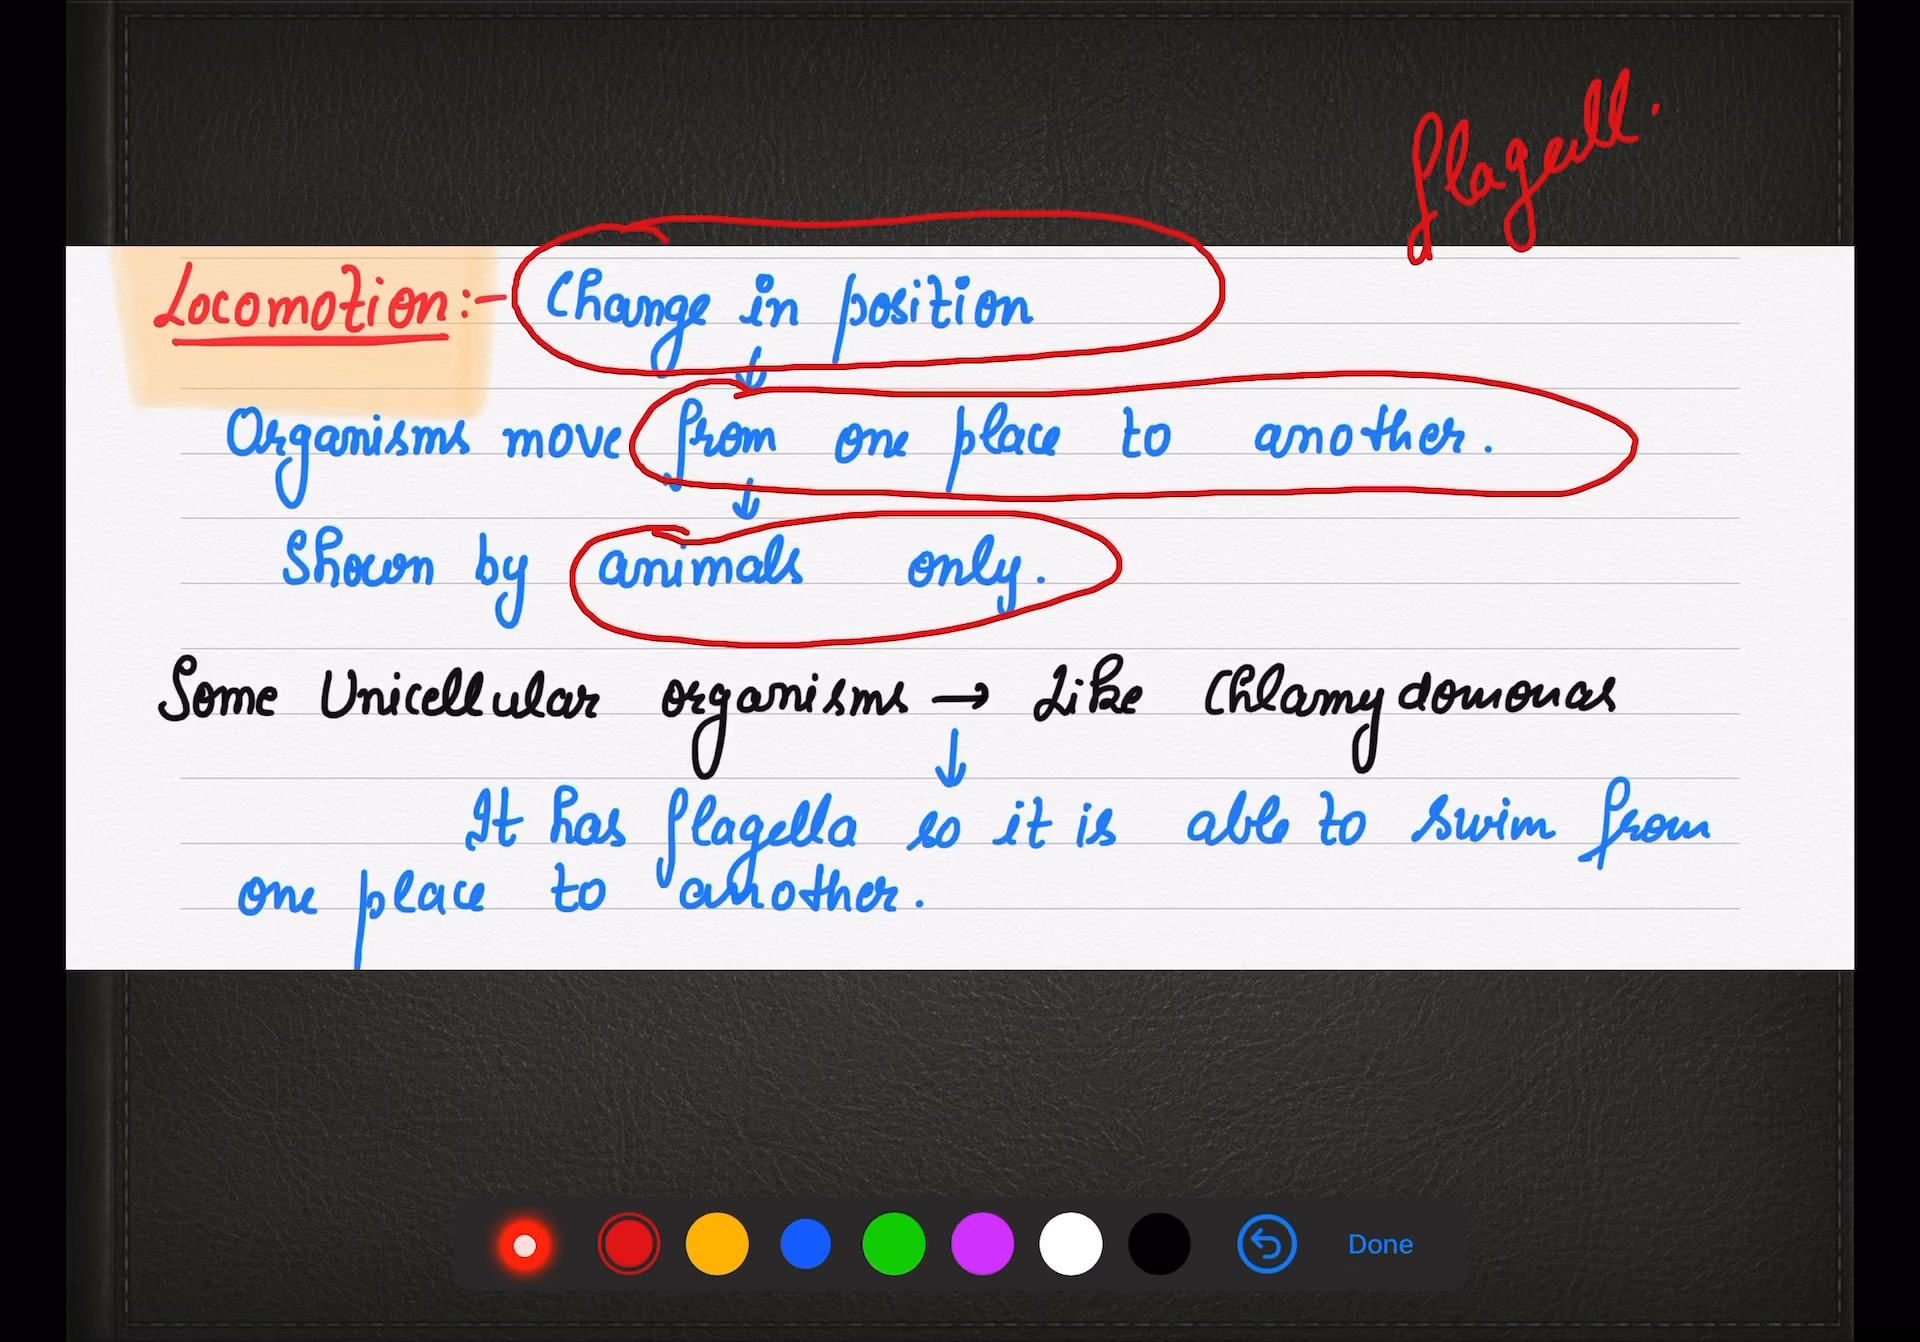 flagell.
Locomotion:- Change in position
↓
Organisms move from one place to another.
↓
Shown by animals only.
Some Unicellular organisms → Like Chlamydomonas
↓
It has flagella so it is able to swim from
one place to another.
Done